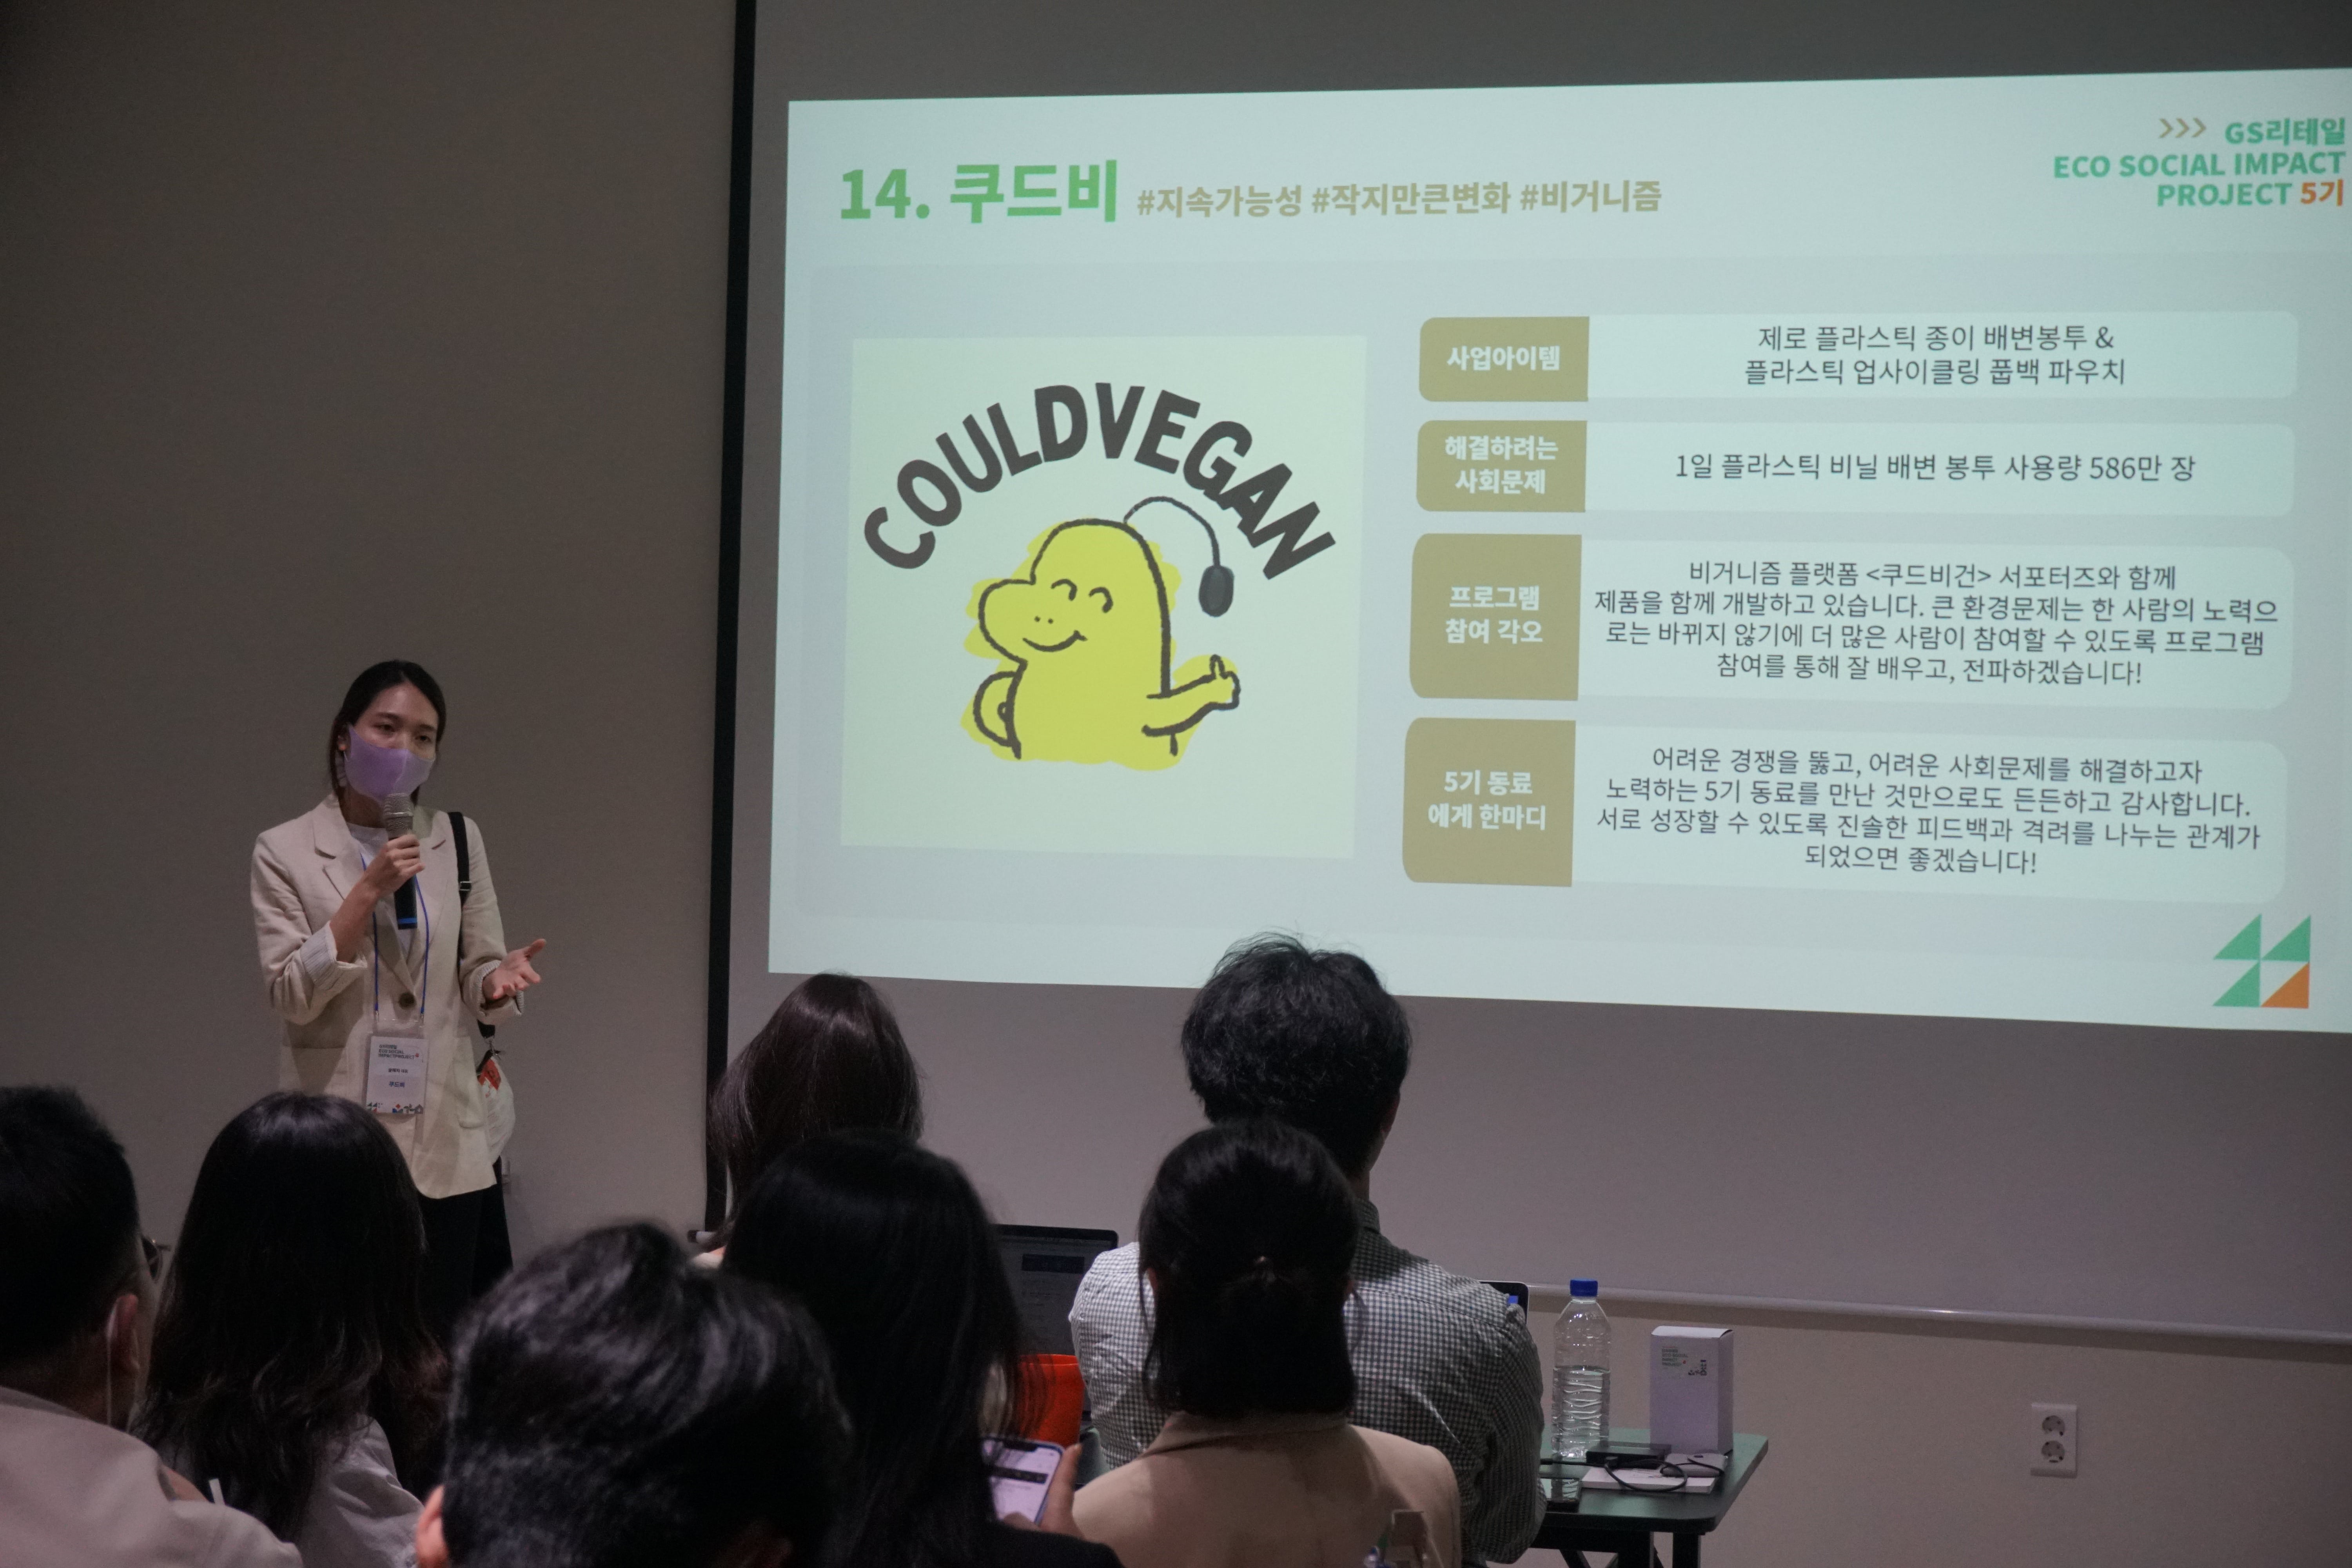 14. 쿠드비 #지속가능성 #작지만큰변화 #비거니즘
>>> GS리테일
ECO SOCIAL IMPACT
PROJECT 5기
COULDVEGAN
사업아이템
제로 플라스틱 종이 배변봉투 &
플라스틱 업사이클링 풉백 파우치
해결하려는
사회문제
1일 플라스틱 비닐 배변 봉투 사용량 586만 장
프로그램
참여 각오
비거니즘 플랫폼 <쿠드비건> 서포터즈와 함께
제품을 함께 개발하고 있습니다. 큰 환경문제는 한 사람의 노력으
로는 바뀌지 않기에 더 많은 사람이 참여할 수 있도록 프로그램
참여를 통해 잘 배우고, 전파하겠습니다!
5기 동료
에게 한마디
어려운 경쟁을 뚫고, 어려운 사회문제를 해결하고자
노력하는 5기 동료를 만난 것만으로도 든든하고 감사합니다.
서로 성장할 수 있도록 진솔한 피드백과 격려를 나누는 관계가
되었으면 좋겠습니다!
ECO SOCIAL
IMPACT PROJECT
쿠드비